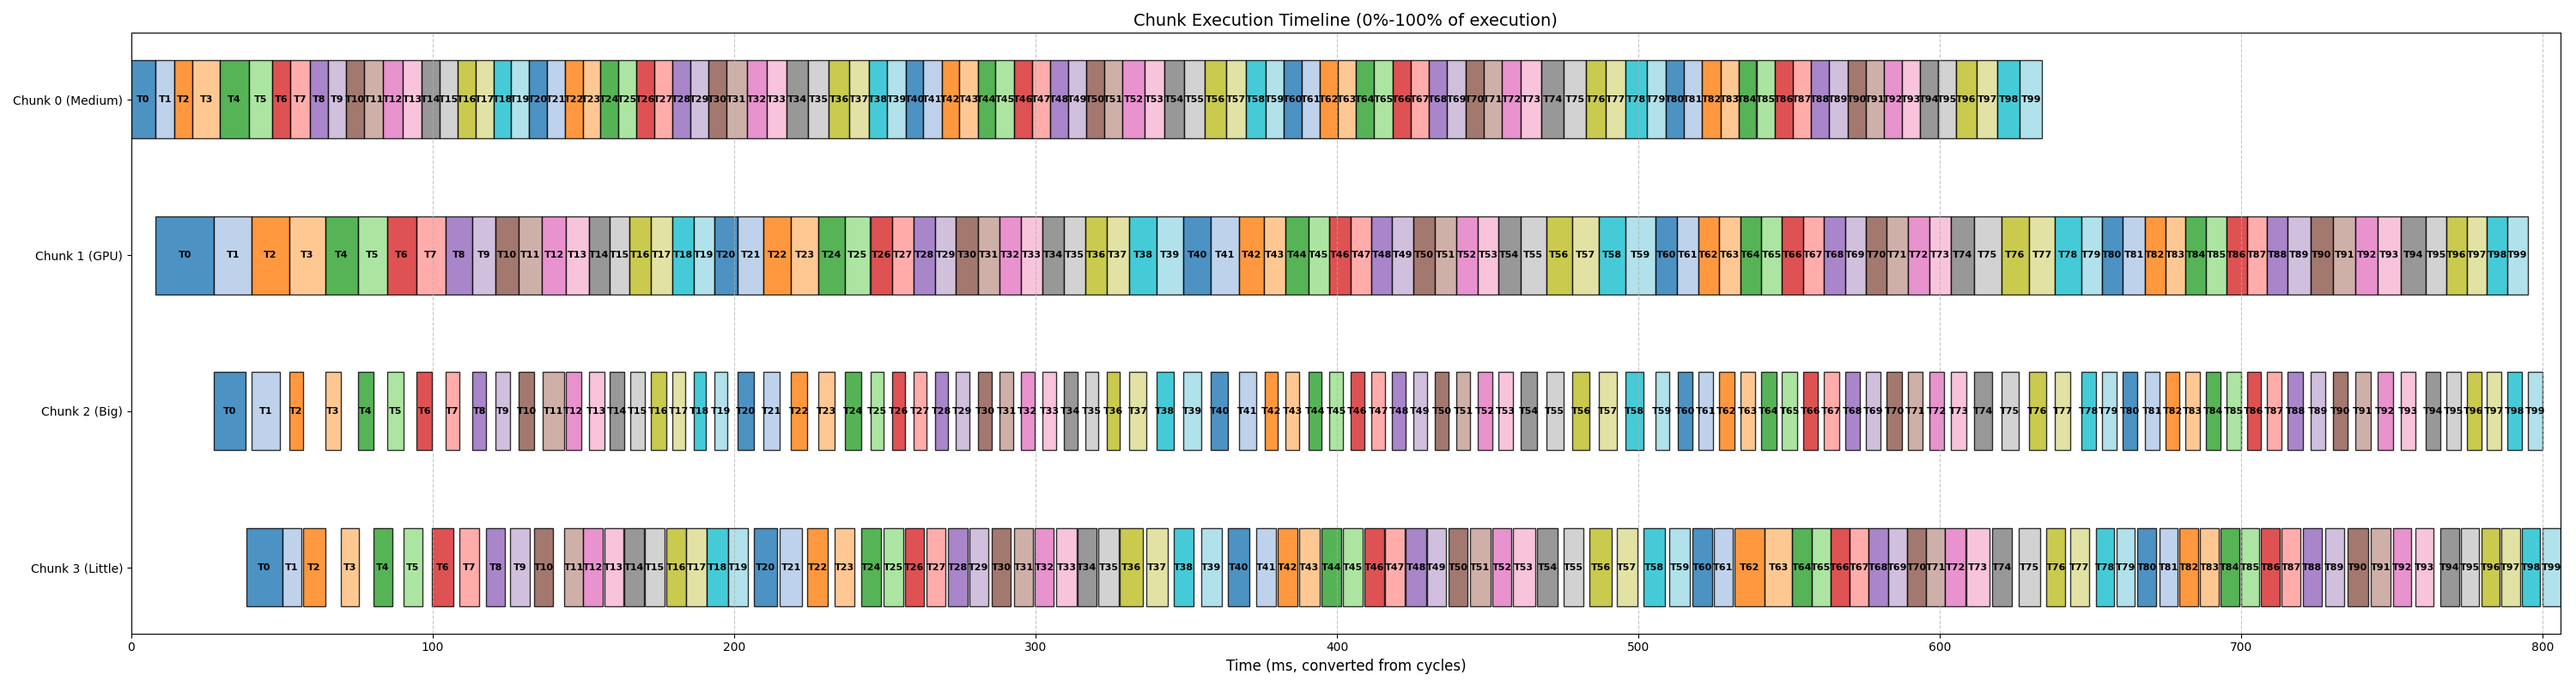 Chunk Execution Timeline (0%-100% of execution)
Chunk 0 (Medium)
T0 T1 T2 T3 T4 T5 T6 T7 T8 T9 T10 T11 T12 T13 T14 T15 T16 T17 T18 T19 T20 T21 T22 T23 T24 T25 T26 T27 T28 T29 T30 T31 T32 T33 T34 T35 T36 T37 T38 T39 T40 T41 T42 T43 T44 T45 T46 T47 T48 T49 T50 T51 T52 T53 T54 T55 T56 T57 T58 T59 T60 T61 T62 T63 T64 T65 T66 T67 T68 T69 T70 T71 T72 T73 T74 T75 T76 T77 T78 T79 T80 T81 T82 T83 T84 T85 T86 T87 T88 T89 T90 T91 T92 T93 T94 T95 T96 T97 T98 T99
Chunk 1 (GPU)
T0 T1 T2 T3 T4 T5 T6 T7 T8 T9 T10 T11 T12 T13 T14 T15 T16 T17 T18 T19 T20 T21 T22 T23 T24 T25 T26 T27 T28 T29 T30 T31 T32 T33 T34 T35 T36 T37 T38 T39 T40 T41 T42 T43 T44 T45 T46 T47 T48 T49 T50 T51 T52 T53 T54 T55 T56 T57 T58 T59 T60 T61 T62 T63 T64 T65 T66 T67 T68 T69 T70 T71 T72 T73 T74 T75 T76 T77 T78 T79 T80 T81 T82 T83 T84 T85 T86 T87 T88 T89 T90 T91 T92 T93 T94 T95 T96 T97 T98 T99
Chunk 2 (Big)
T0 T1 T2 T3 T4 T5 T6 T7 T8 T9 T10 T11 T12 T13 T14 T15 T16 T17 T18 T19 T20 T21 T22 T23 T24 T25 T26 T27 T28 T29 T30 T31 T32 T33 T34 T35 T36 T37 T38 T39 T40 T41 T42 T43 T44 T45 T46 T47 T48 T49 T50 T51 T52 T53 T54 T55 T56 T57 T58 T59 T60 T61 T62 T63 T64 T65 T66 T67 T68 T69 T70 T71 T72 T73 T74 T75 T76 T77 T78 T79 T80 T81 T82 T83 T84 T85 T86 T87 T88 T89 T90 T91 T92 T93 T94 T95 T96 T97 T98 T99
Chunk 3 (Little)
T0 T1 T2 T3 T4 T5 T6 T7 T8 T9 T10 T11 T12 T13 T14 T15 T16 T17 T18 T19 T20 T21 T22 T23 T24 T25 T26 T27 T28 T29 T30 T31 T32 T33 T34 T35 T36 T37 T38 T39 T40 T41 T42 T43 T44 T45 T46 T47 T48 T49 T50 T51 T52 T53 T54 T55 T56 T57 T58 T59 T60 T61 T62 T63 T64 T65 T66 T67 T68 T69 T70 T71 T72 T73 T74 T75 T76 T77 T78 T79 T80 T81 T82 T83 T84 T85 T86 T87 T88 T89 T90 T91 T92 T93 T94 T95 T96 T97 T98 T99
0 100 200 300 400 500 600 700 800
Time (ms, converted from cycles)